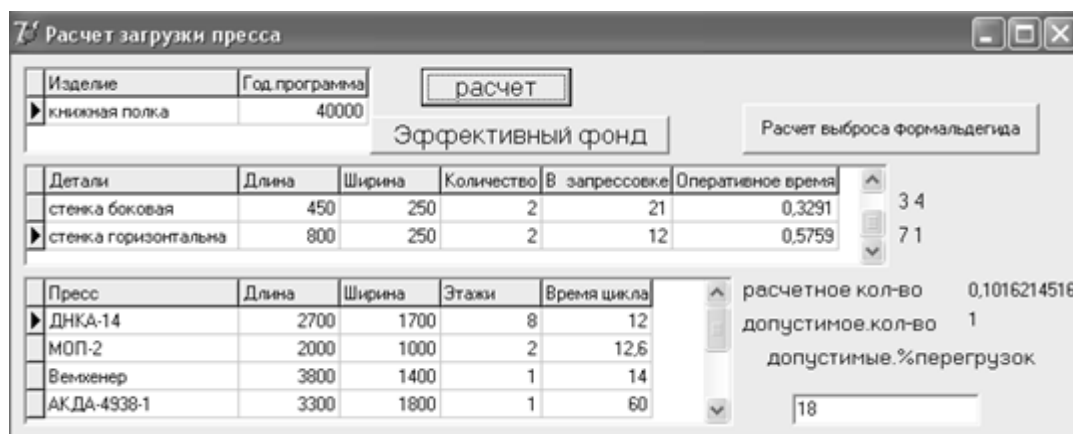 Расчет загрузки пресса
Изделие Год.программа
книжная полка 40000
расчет
Эффективный фонд
Расчет выброса формальдегида
Детали Длина Ширина Количество В запрессовке Оперативное время
стенка боковая 450 250 2 21 0,3291
стенка горизонтальна 800 250 2 12 0,5759
3 4
7 1
Пресс Длина Ширина Этажи Время цикла
ДНКА-14 2700 1700 8 12
МОП-2 2000 1000 2 12,6
Вемхенер 3800 1400 1 14
АКДА-4938-1 3300 1800 1 60
расчетное кол-во 0,1016214516
допустимое.кол-во 1
допустимые.%перегрузок
18